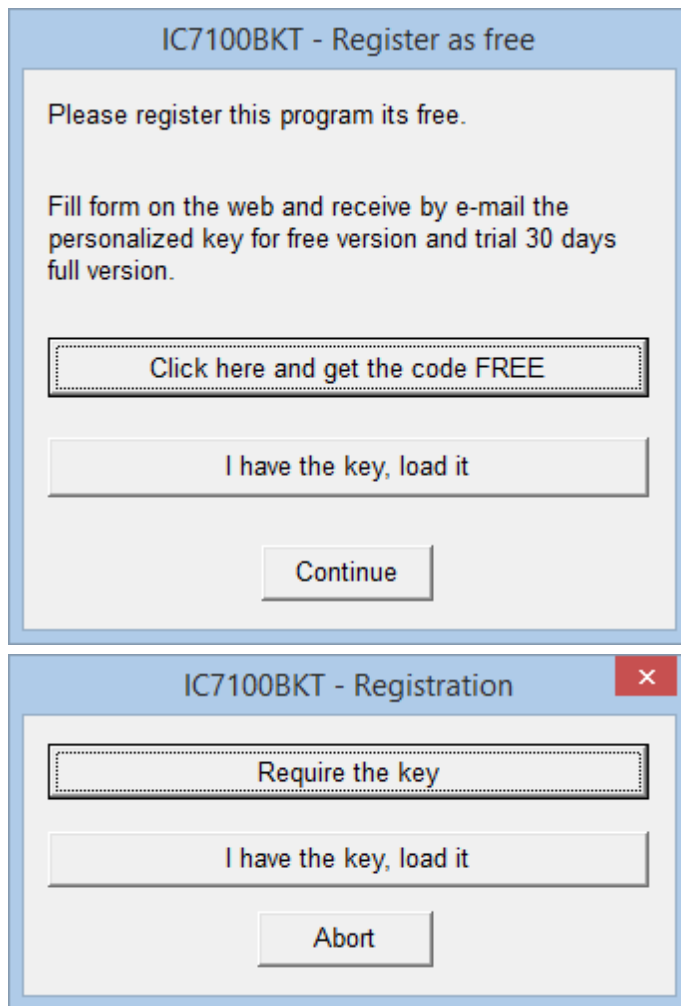 IC7100BKT - Register as free
Please register this program its free.
Fill form on the web and receive by e-mail the
personalized key for free version and trial 30 days
full version.
Click here and get the code FREE
I have the key, load it
Continue
IC7100BKT - Registration
Require the key
I have the key, load it
Abort